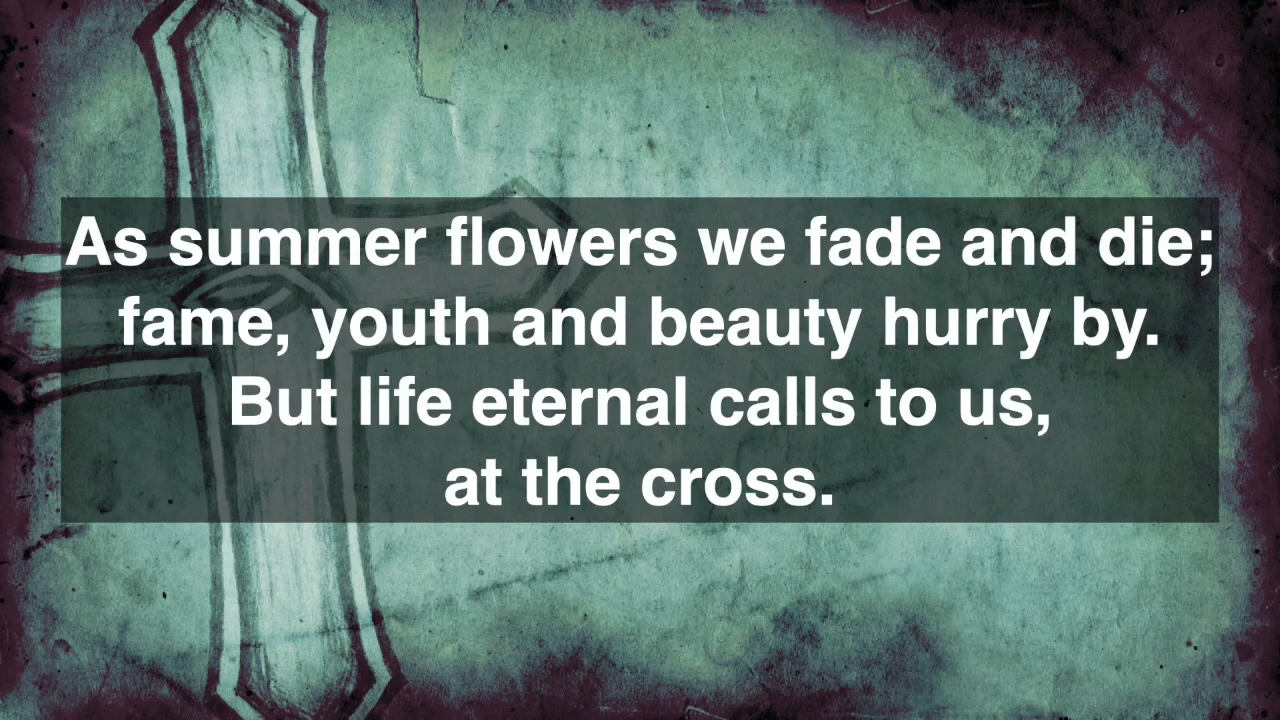 As summer flowers we fade and die;
fame, youth and beauty hurry by.
But life eternal calls to us,
at the cross.